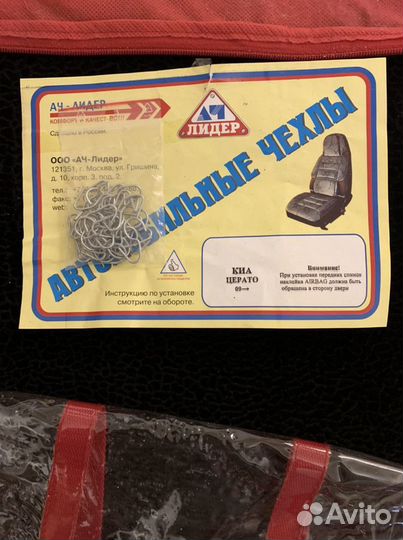 АЧ - ЛИДЕР
КОМФОРТ И КАЧЕСТВО!!!
Сделано в России
АЧ
ЛИДЕР
ООО «АЧ-Лидер»
121351, г. Москва, ул. Гришина,
д. 10, корп. 3, под. 2.
тел.
факс:
web:
АВТОМОБИЛЬНЫЕ ЧЕХЛЫ
Инструкцию по установке
смотрите на обороте.
КИА
ЦЕРАТО
09→
Внимание!
При установке передних спинок
наклейка AIRBAG должна быть
обращена в сторону двери
Avito